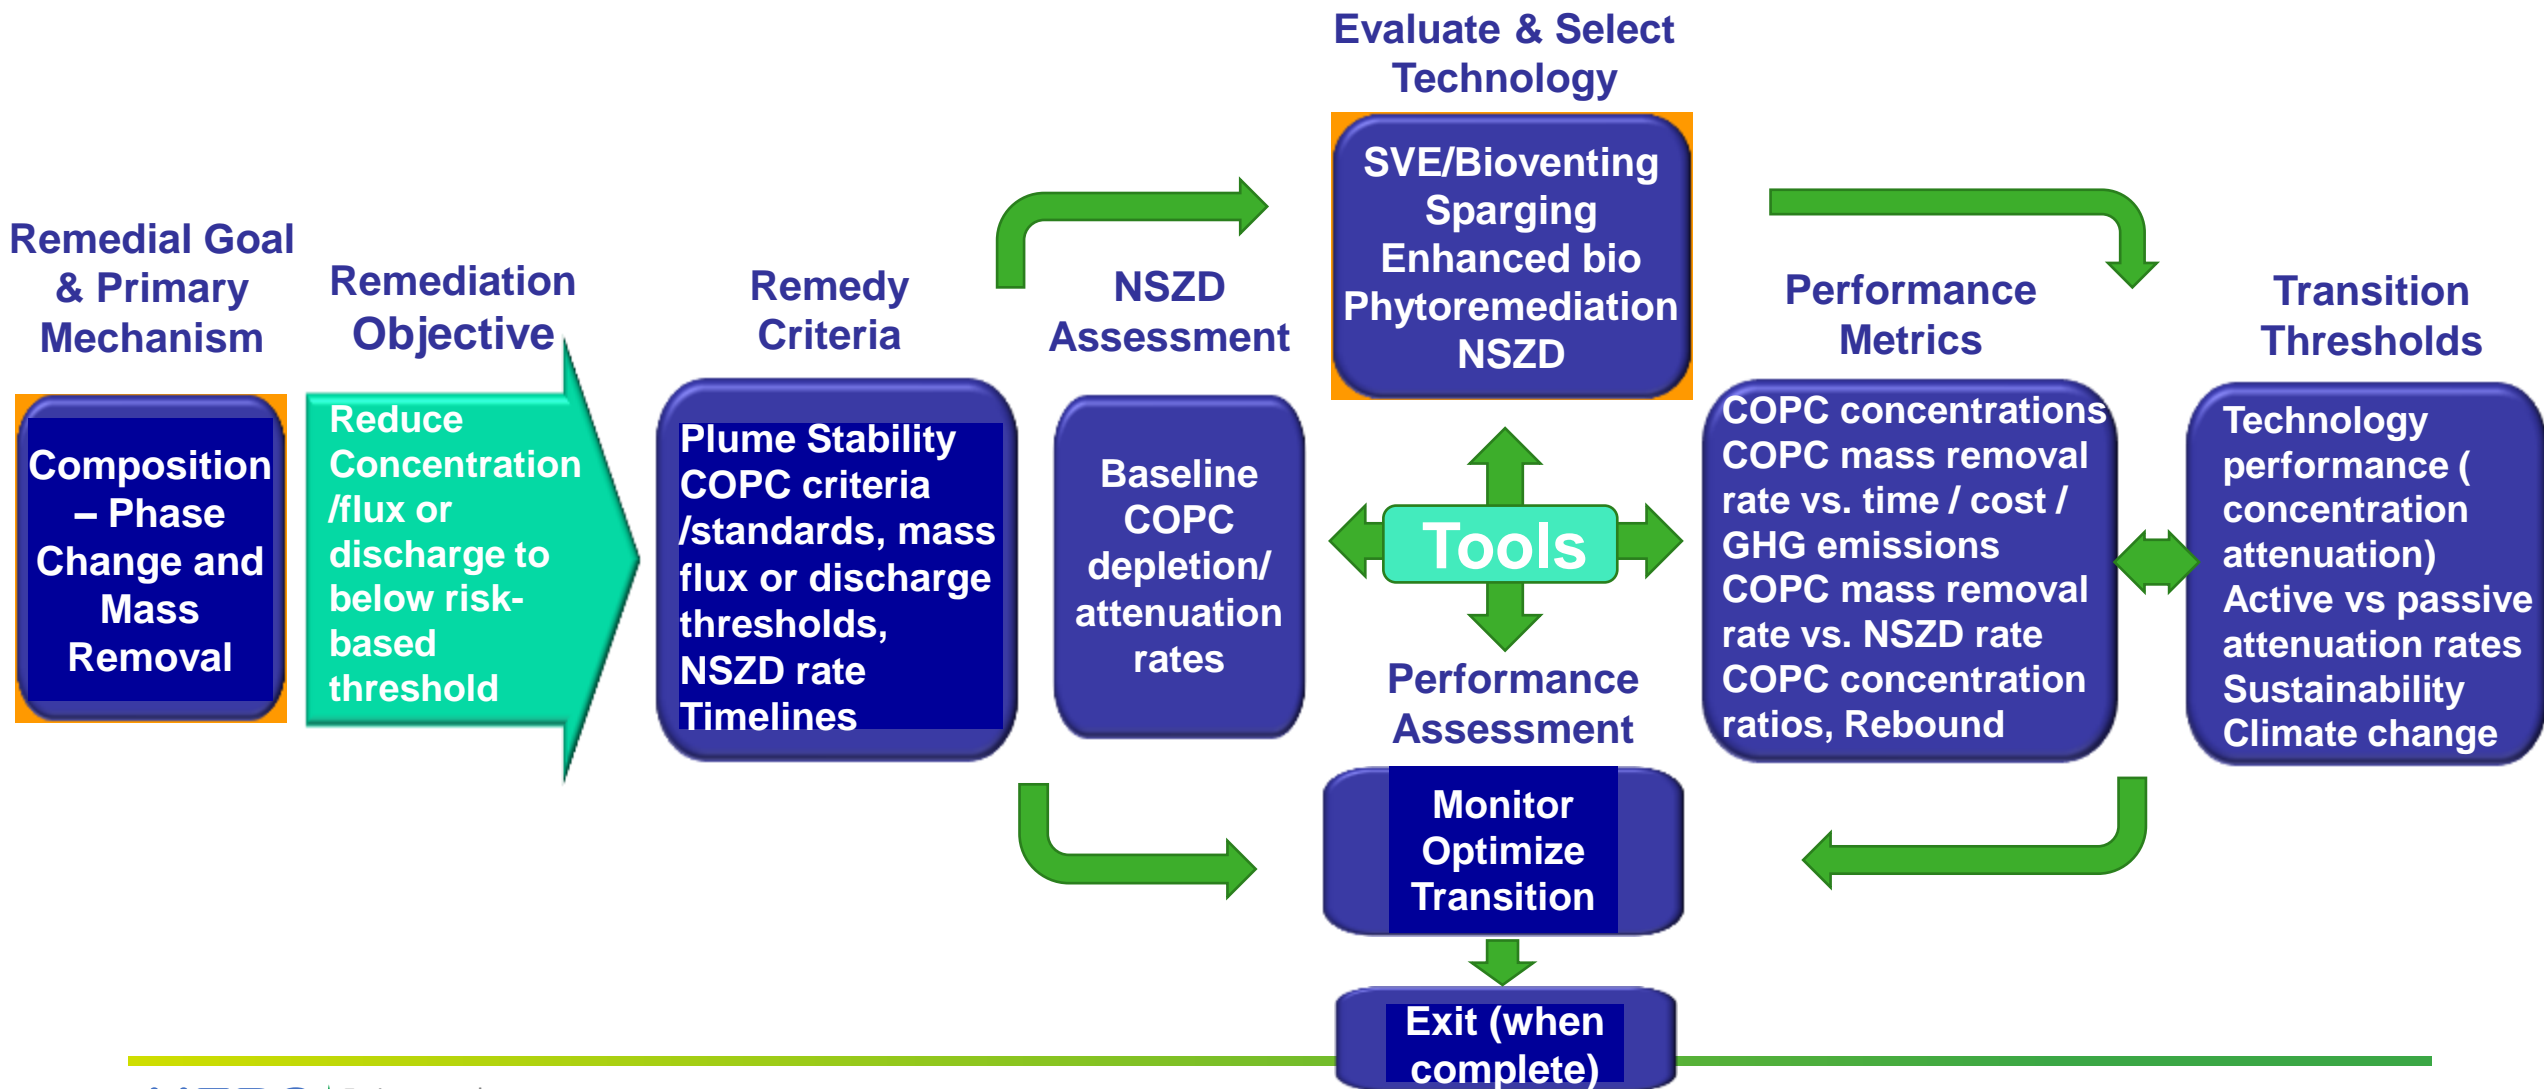 Evaluate & Select
Technology
SVE/Bioventing
Sparging
Enhanced bio
Phytoremediation
NSZD
Remedial Goal
& Primary
Mechanism
Composition
– Phase
Change and
Mass
Removal
Remediation
Objective
Reduce
Concentration
/flux or
discharge to
below risk-
based
threshold
Remedy
Criteria
Plume Stability
COPC criteria
/standards, mass
flux or discharge
thresholds,
NSZD rate
Timelines
NSZD
Assessment
Baseline
COPC
depletion/
attenuation
rates
Tools
Performance
Assessment
Monitor
Optimize
Transition
Exit (when
complete)
Performance
Metrics
COPC concentrations
COPC mass removal
rate vs. time / cost /
GHG emissions
COPC mass removal
rate vs. NSZD rate
COPC concentration
ratios, Rebound
Transition
Thresholds
Technology
performance (
concentration
attenuation)
Active vs passive
attenuation rates
Sustainability
Climate change